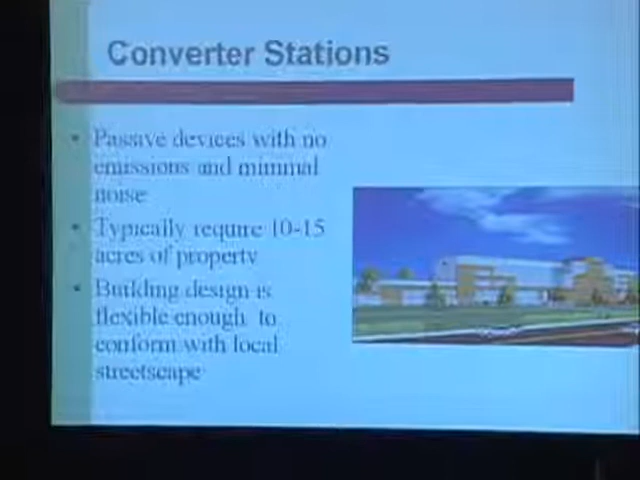 Converter Stations
• Passive devices with no
emissions and minimal
noise
• Typically require 10-15
acres of property
• Building design is
flexible enough to
conform with local
streetscape